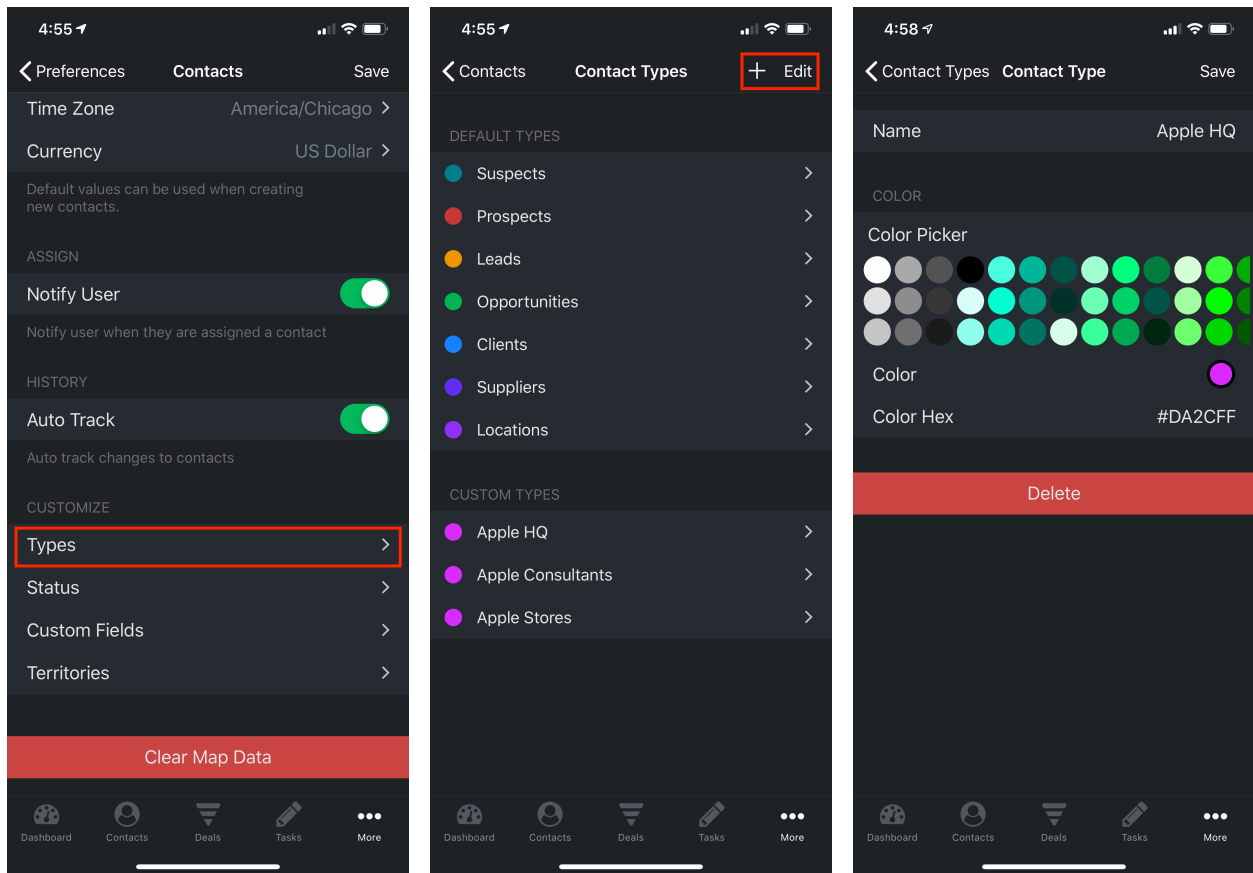 4:55
Preferences Contacts Save
Time Zone America/Chicago
Currency US Dollar
Default values can be used when creating
new contacts.
ASSIGN
Notify User
Notify user when they are assigned a contact
HISTORY
Auto Track
Auto track changes to contacts
CUSTOMIZE
Types
Status
Custom Fields
Territories
Clear Map Data
Dashboard Contacts Deals Tasks More
4:55
Contacts Contact Types + Edit
DEFAULT TYPES
Suspects
Prospects
Leads
Opportunities
Clients
Suppliers
Locations
CUSTOM TYPES
Apple HQ
Apple Consultants
Apple Stores
Dashboard Contacts Deals Tasks More
4:58
Contact Types Contact Type Save
Name Apple HQ
COLOR
Color Picker
Color
Color Hex #DA2CFF
Delete
Dashboard Contacts Deals Tasks More